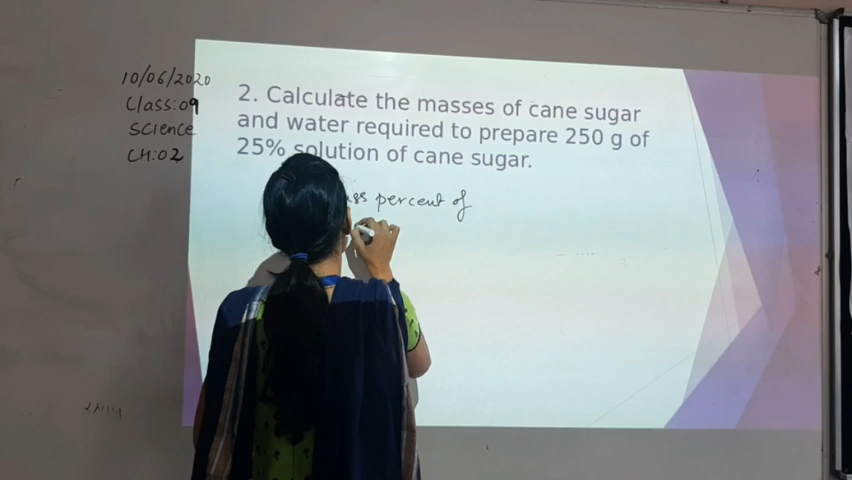 10/06/2020
Class:09
Science
CH:02
2. Calculate the masses of cane sugar
and water required to prepare 250 g of
25% solution of cane sugar.
percent of